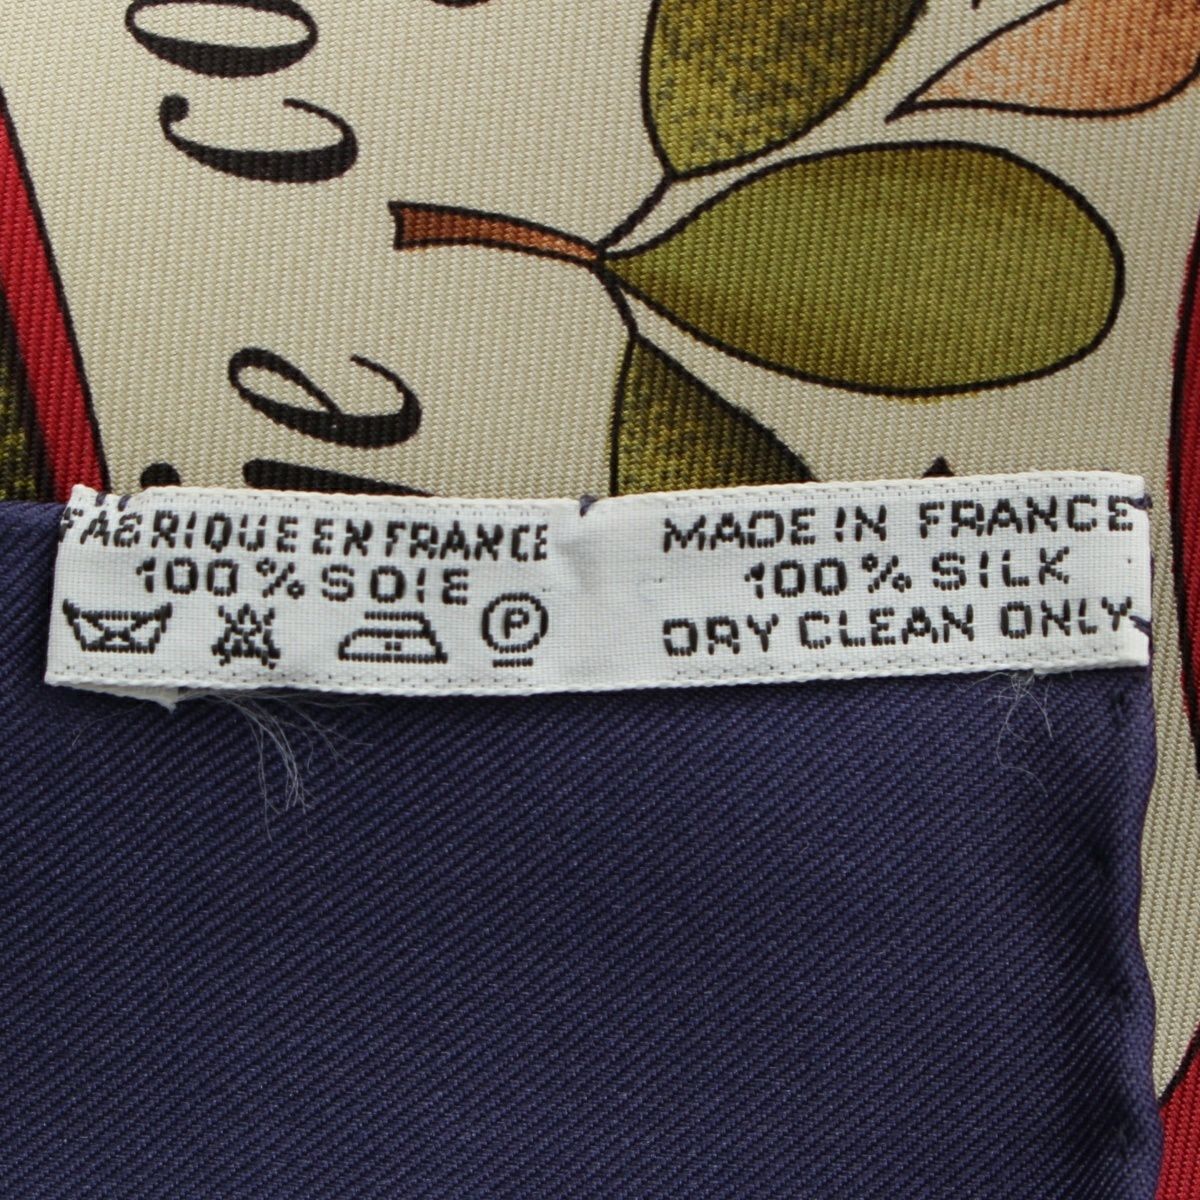 FABRIQUE EN FRANCE
100% SOIE
P
MADE IN FRANCE
100% SILK
DRY CLEAN ONLY